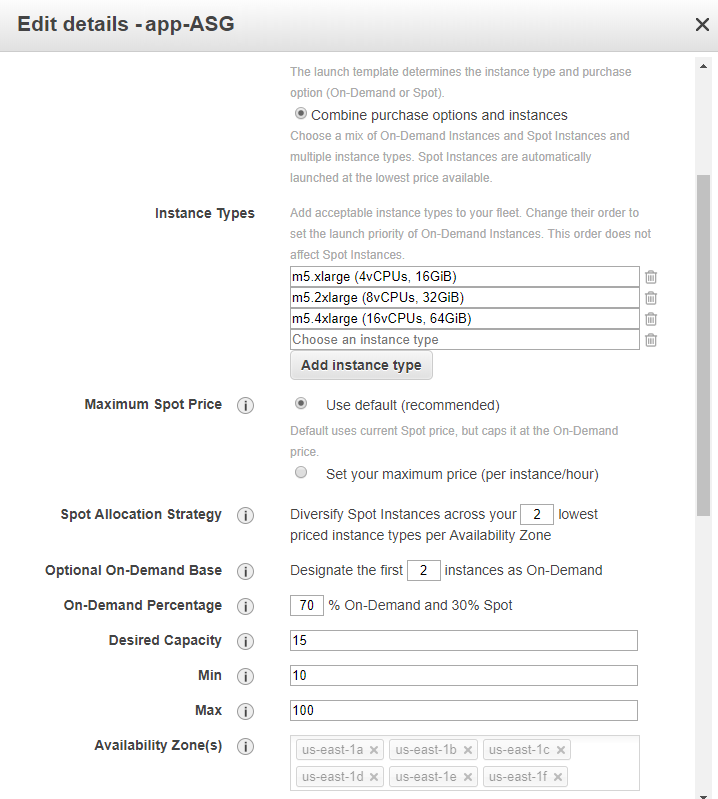 Edit details - app-ASG
The launch template determines the instance type and purchase
option (On-Demand or Spot).
Combine purchase options and instances
Choose a mix of On-Demand Instances and Spot Instances and
multiple instance types. Spot Instances are automatically
launched at the lowest price available.
Instance Types
Add acceptable instance types to your fleet. Change their order to
set the launch priority of On-Demand Instances. This order does not
affect Spot Instances.
m5.xlarge (4vCPUs, 16GiB)
m5.2xlarge (8vCPUs, 32GiB)
m5.4xlarge (16vCPUs, 64GiB)
Choose an instance type
Add instance type
Maximum Spot Price i Use default (recommended)
Default uses current Spot price, but caps it at the On-Demand
price.
Set your maximum price (per instance/hour)
Spot Allocation Strategy i Diversify Spot Instances across your 2 lowest
priced instance types per Availability Zone
Optional On-Demand Base i Designate the first 2 instances as On-Demand
On-Demand Percentage i 70 % On-Demand and 30% Spot
Desired Capacity i 15
Min i 10
Max i 100
Availability Zone(s) i us-east-1a × us-east-1b × us-east-1c ×
us-east-1d × us-east-1e × us-east-1f ×